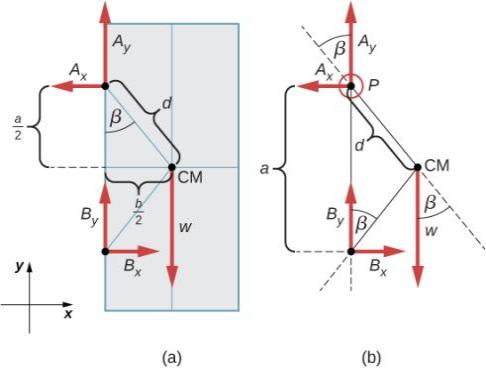 A_y
A_x
a/2
β
d
CM
b/2
B_y
w
B_x
y
x
(a)
β
A_y
A_x
P
d
a
CM
B_y
β
β
w
B_x
(b)